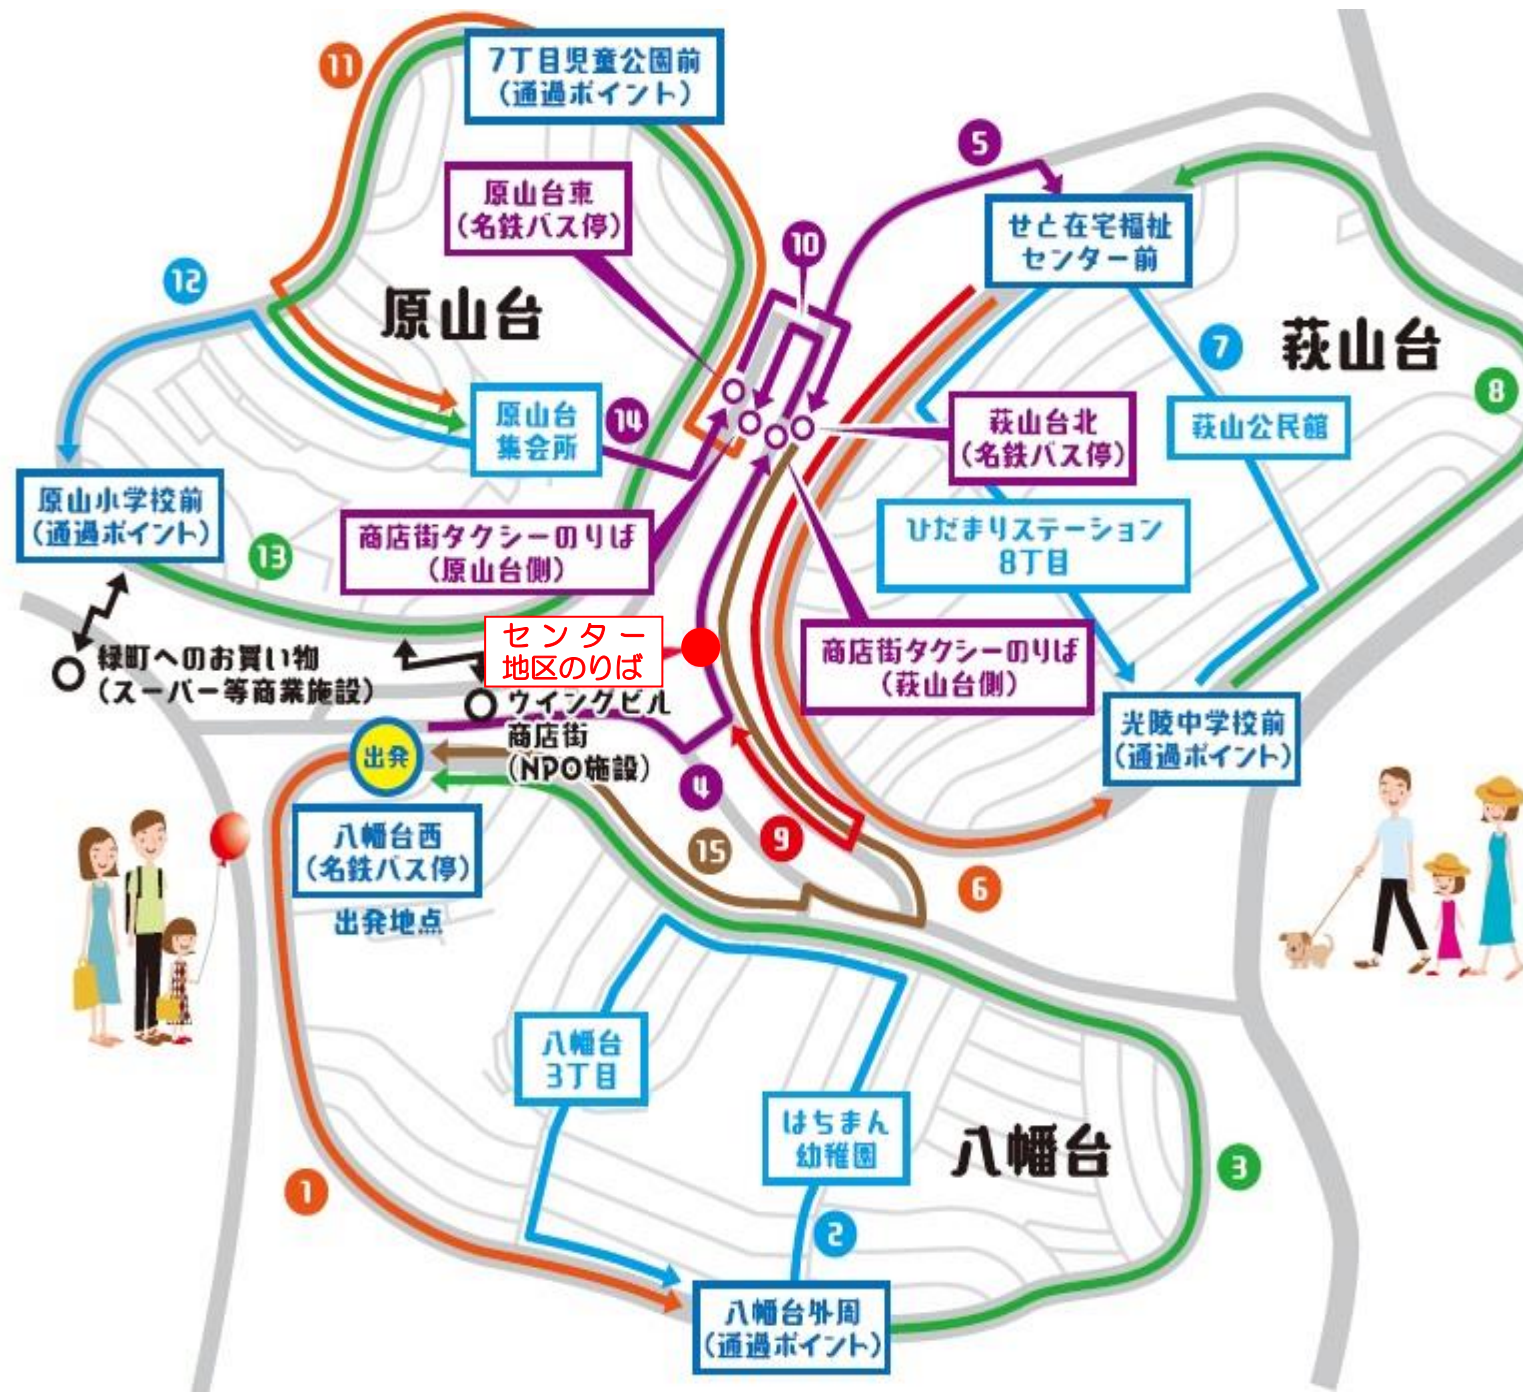 11
7丁目児童公園前
（通過ポイント）
5
原山台東
（名鉄バス停）
せと在宅福祉
センター前
10
12
原山台
7
萩山台
8
原山台
集会所
14
萩山台北
（名鉄バス停）
萩山公民館
原山小学校前
（通過ポイント）
商店街タクシーのりば
（原山台側）
ひだまりステーション
8丁目
13
センター
地区のりば
商店街タクシーのりば
（萩山台側）
緑町へのお買い物
（スーパー等商業施設）
ウイングビル
商店街
（NPO施設）
光陵中学校前
（通過ポイント）
出発
4
9
15
6
八幡台西
（名鉄バス停）
出発地点
八幡台
3丁目
はちまん
幼稚園
八幡台
3
1
2
八幡台外周
（通過ポイント）